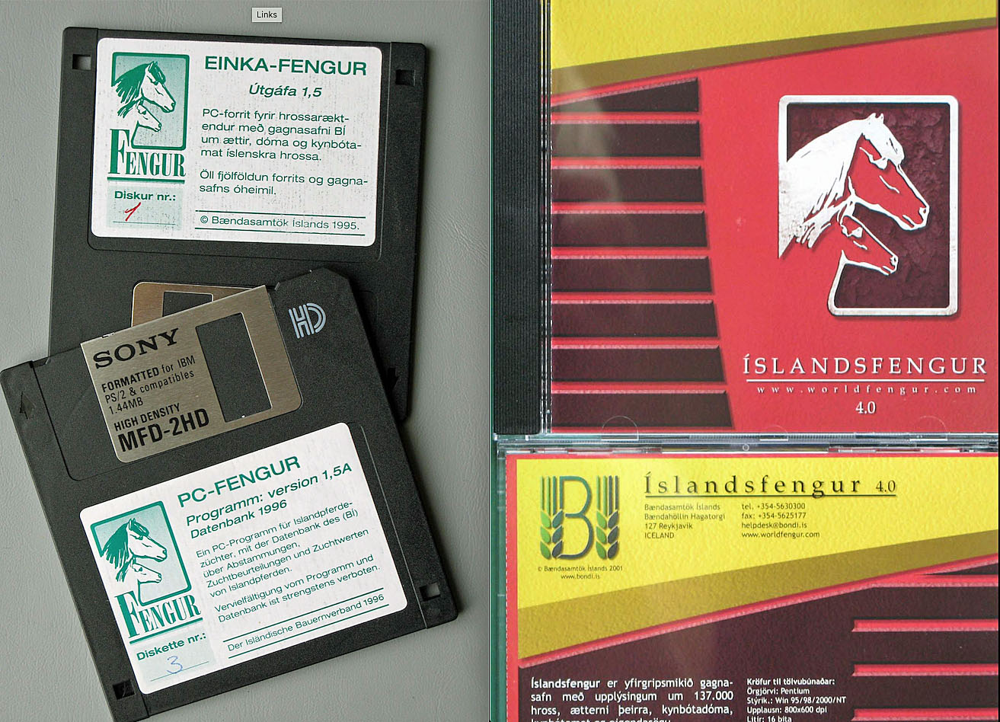 Links
EINKA-FENGUR
Útgáfa 1,5
PC-forrit fyrir hrossarækt-
endur með gagnasafni BÍ
um ættir, dóma og kynbóta-
mat íslenskra hrossa.
Öll fjölföldun forrits og gagna-
safns óheimil.
FENGUR
Diskur nr.:
1
© Bændasamtök Íslands 1995.
HD
SONY
FORMATTED for IBM
PS/2 & compatibles
1.44MB
HIGH DENSITY
MFD-2HD
PC-FENGUR
Programm: version 1,5A
Datenbank 1996
Ein PC-Programm für Islandpferde-
züchter, mit der Datenbank des (BÍ)
über Abstammungen,
Zuchtbeurteilungen und Zuchtwerten
von Islandpferden.
Vervielfältigung vom Programm und
Datenbank ist strengstens verboten.
FENGUR
Diskette nr.:
3
Der Isländische Bauernverband 1996
ÍSLANDSFENGUR
www.worldfengur.com
4.0
BÍ
© Bændasamtök Íslands 2001
www.bondi.is
Íslandsfengur 4.0
Bændasamtök Íslands
Bændahöllin Hagatorgi
127 Reykjavik
ICELAND
tel. +354-5630300
fax: +354-5625177
helpdesk@bondi.is
www.worldfengur.com
Íslandsfengur er yfirgripsmikið gagna-
safn með upplýsingum um 137.000
hross, ætterni þeirra, kynbótadóma,
kynbótamat og eigendasögu
Kröfur til tölvubúnaðar:
Örgjörvi: Pentium
Stýrik.: Win 95/98/2000/NT
Upplausn: 800x600 dpi
Litir: 16 bita